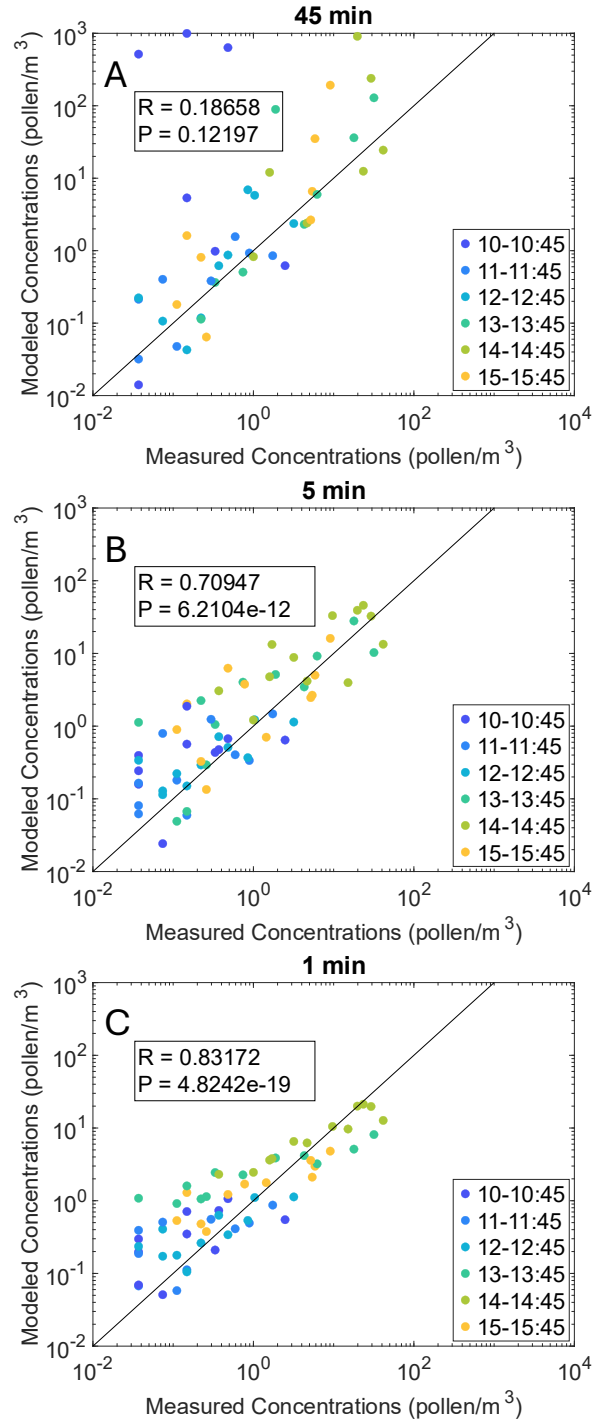 45 min
A
R = 0.18658
P = 0.12197
Modeled Concentrations (pollen/m³)
10³
10²
10¹
10⁰
10⁻¹
10⁻²
10⁻²
10⁰
10²
10⁴
Measured Concentrations (pollen/m³)
10-10:45
11-11:45
12-12:45
13-13:45
14-14:45
15-15:45
5 min
B
R = 0.70947
P = 6.2104e-12
Modeled Concentrations (pollen/m³)
10³
10²
10¹
10⁰
10⁻¹
10⁻²
10⁻²
10⁰
10²
10⁴
Measured Concentrations (pollen/m³)
10-10:45
11-11:45
12-12:45
13-13:45
14-14:45
15-15:45
1 min
C
R = 0.83172
P = 4.8242e-19
Modeled Concentrations (pollen/m³)
10³
10²
10¹
10⁰
10⁻¹
10⁻²
10⁻²
10⁰
10²
10⁴
Measured Concentrations (pollen/m³)
10-10:45
11-11:45
12-12:45
13-13:45
14-14:45
15-15:45